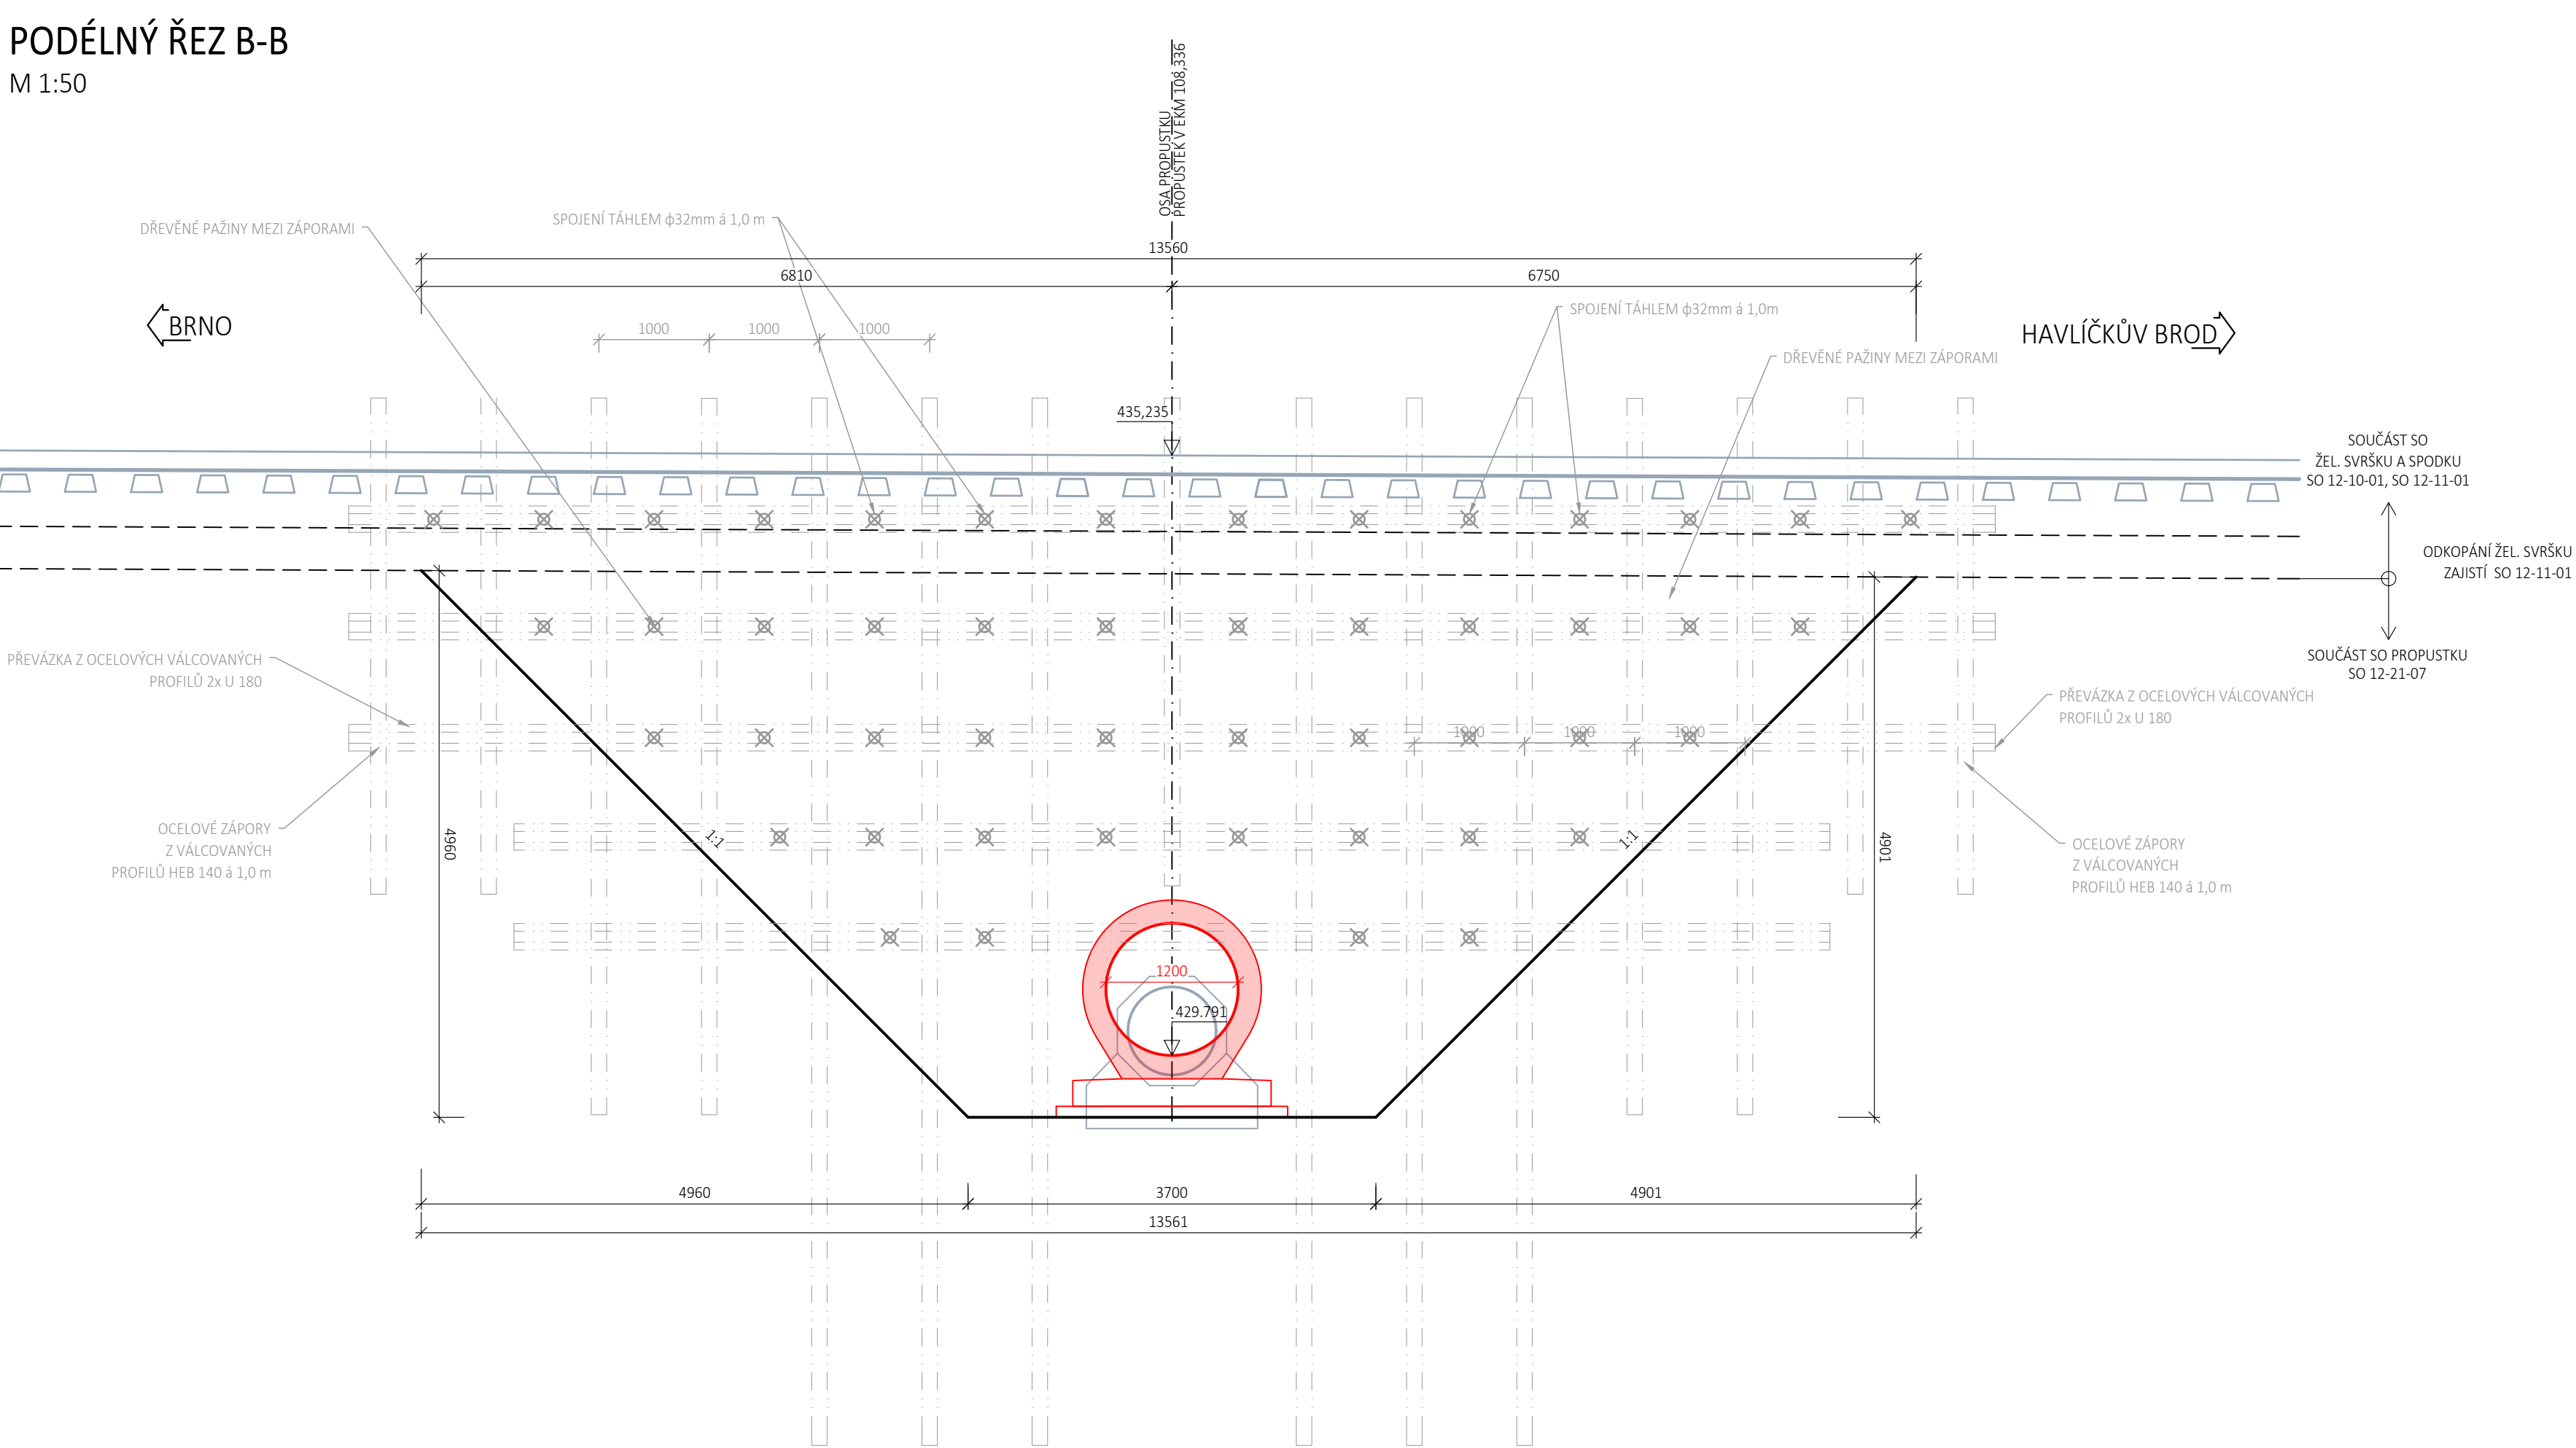 PODÉLNÝ ŘEZ B-B
M 1:50
OSA PROPUSTKU
PROPUSTEK V EKM 108,336
DŘEVĚNÉ PAŽINY MEZI ZÁPORAMI
SPOJENÍ TÁHLEM ф32mm á 1,0 m
13560
6810
6750
BRNO
1000
1000
1000
SPOJENÍ TÁHLEM ф32mm á 1,0m
HAVLÍČKŮV BROD
DŘEVĚNÉ PAŽINY MEZI ZÁPORAMI
435,235
SOUČÁST SO
ŽEL. SVRŠKU A SPODKU
SO 12-10-01, SO 12-11-01
ODKOPÁNÍ ŽEL. SVRŠKU
ZAJISTÍ SO 12-11-01
SOUČÁST SO PROPUSTKU
SO 12-21-07
PŘEVÁZKA Z OCELOVÝCH VÁLCOVANÝCH
PROFILŮ 2x U 180
PŘEVÁZKA Z OCELOVÝCH VÁLCOVANÝCH
PROFILŮ 2x U 180
1000
1000
1000
OCELOVÉ ZÁPORY
Z VÁLCOVANÝCH
PROFILŮ HEB 140 á 1,0 m
4960
1:1
1:1
4901
OCELOVÉ ZÁPORY
Z VÁLCOVANÝCH
PROFILŮ HEB 140 á 1,0 m
1200
429.791
4960
3700
4901
13561